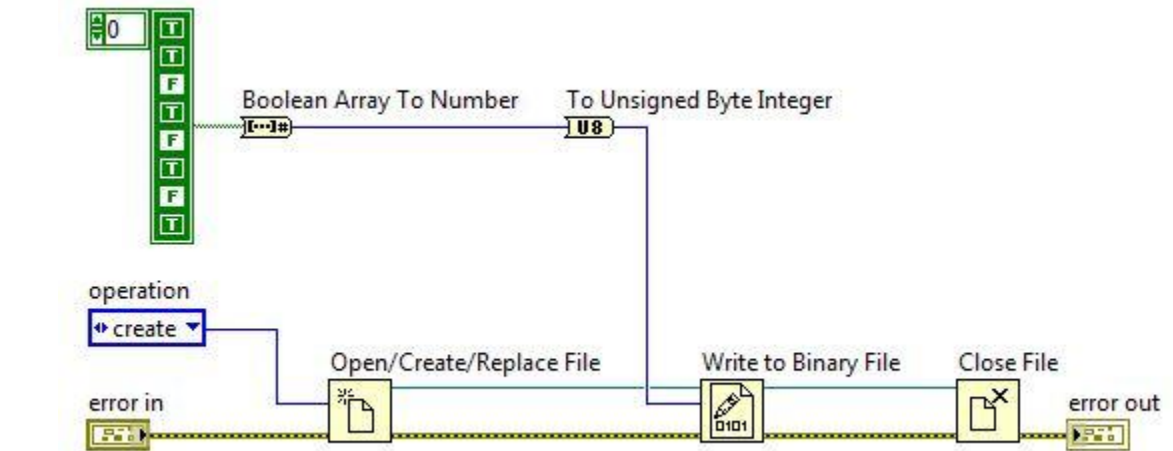 0
T
T
F
T
F
T
F
T
Boolean Array To Number
[···]#
To Unsigned Byte Integer
U8
operation
create
Open/Create/Replace File
Write to Binary File
0101
Close File
error in
error out